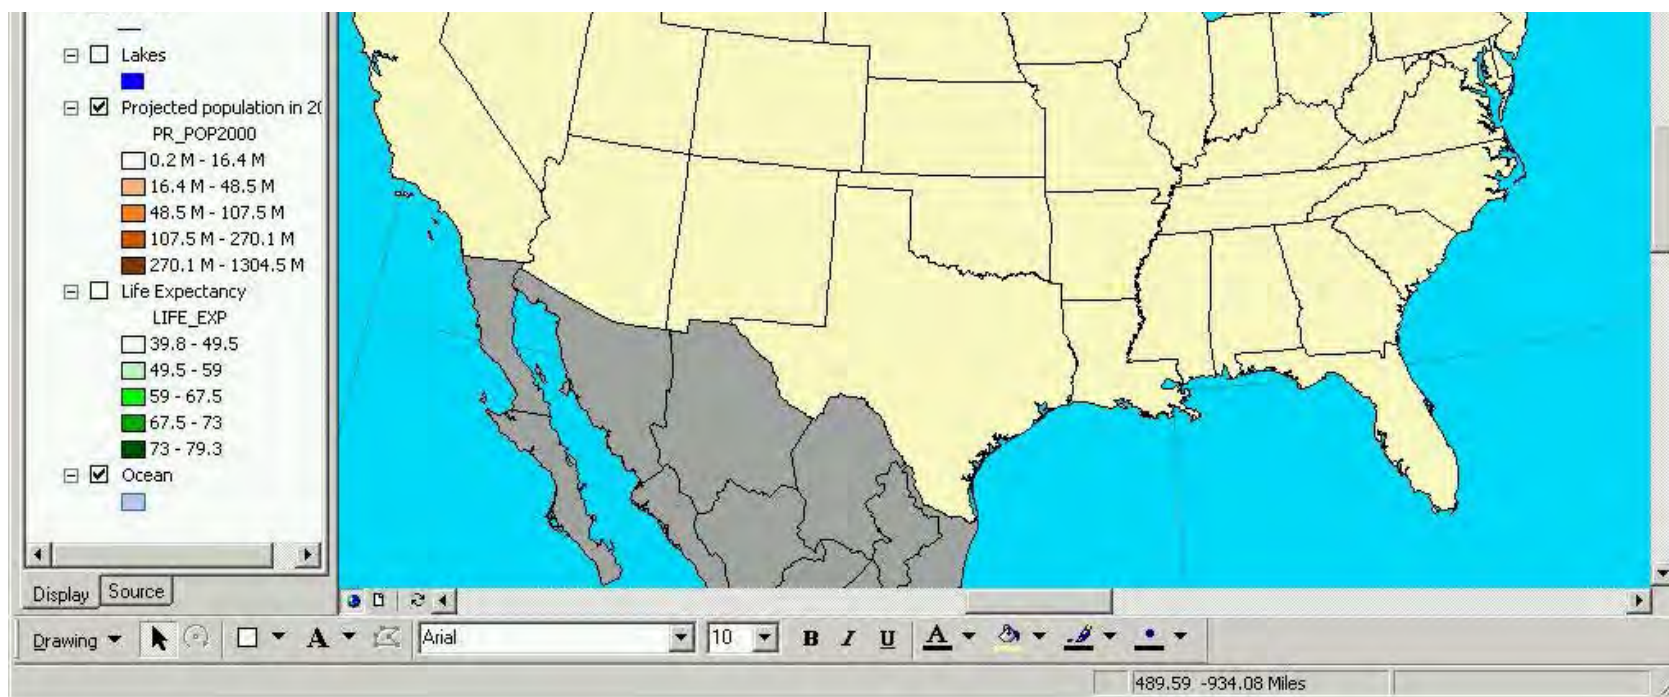 Lakes
Projected population in 20
PR_POP2000
0.2 M - 16.4 M
16.4 M - 48.5 M
48.5 M - 107.5 M
107.5 M - 270.1 M
270.1 M - 1304.5 M
Life Expectancy
LIFE_EXP
39.8 - 49.5
49.5 - 59
59 - 67.5
67.5 - 73
73 - 79.3
Ocean
Display Source
Drawing A Arial 10 B I U A
489.59 -934.08 Miles